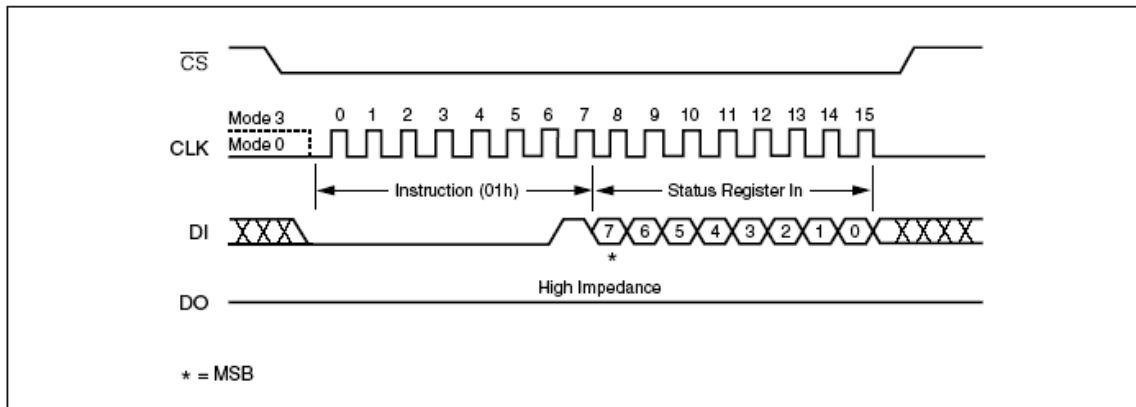 CS
Mode 3
0 1 2 3 4 5 6 7 8 9 10 11 12 13 14 15
CLK
Mode 0
Instruction (01h)
Status Register In
DI
7 6 5 4 3 2 1 0
*
High Impedance
DO
* = MSB